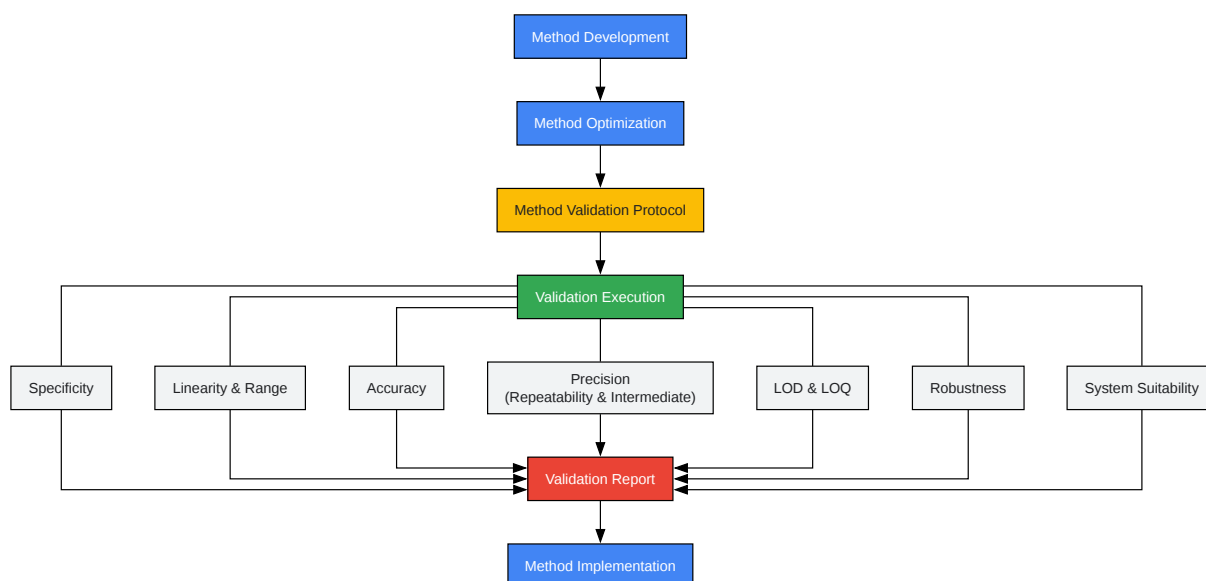 Method Development
Method Optimization
Method Validation Protocol
Validation Execution
Specificity
Linearity & Range
Accuracy
Precision
(Repeatability & Intermediate)
LOD & LOQ
Robustness
System Suitability
Validation Report
Method Implementation